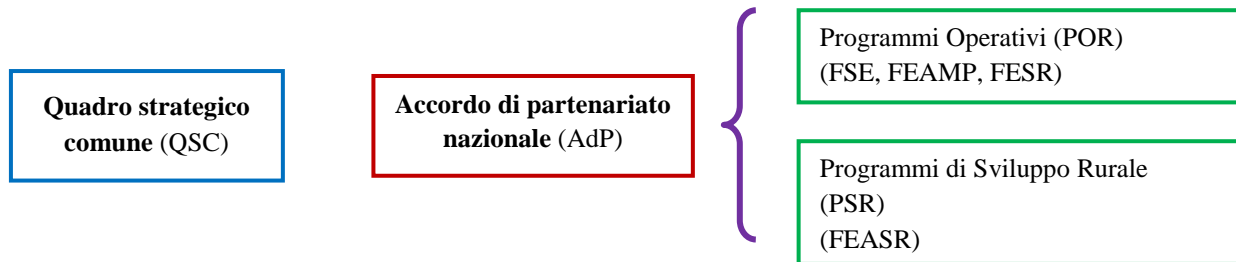 Quadro strategico
comune (QSC)
Accordo di partenariato
nazionale (AdP)
Programmi Operativi (POR)
(FSE, FEAMP, FESR)
Programmi di Sviluppo Rurale
(PSR)
(FEASR)